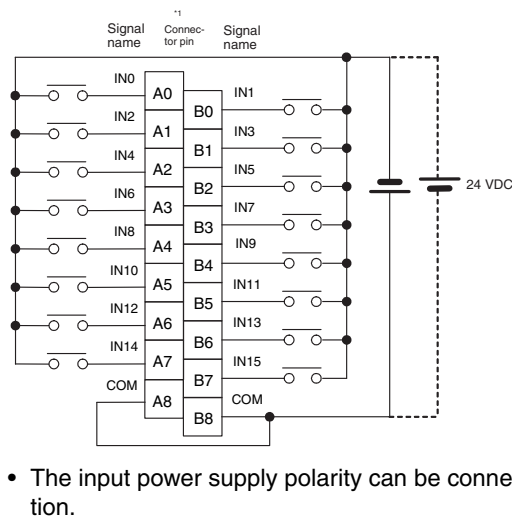 *1
Signal Connec- Signal
name tor pin name
IN0 A0 IN1
B0
IN2 A1 IN3
B1
IN4 A2 IN5
B2
24 VDC
IN6 A3 IN7
B3
IN8 A4 IN9
B4
IN10 A5 IN11
B5
IN12 A6 IN13
B6
IN14 A7 IN15
B7
COM A8 COM
B8
• The input power supply polarity can be conne
tion.